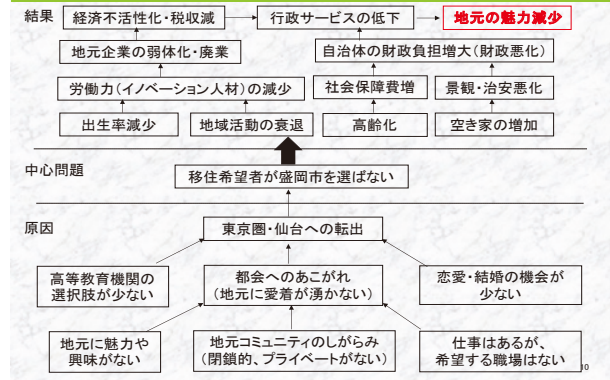 結果
経済不活性化・税収減
行政サービスの低下
地元の魅力減少
地元企業の弱体化・廃業
自治体の財政負担増大(財政悪化)
労働力(イノベーション人材)の減少
社会保障費増
景観・治安悪化
出生率減少
地域活動の衰退
高齢化
空き家の増加
中心問題
移住希望者が盛岡市を選ばない
原因
東京圏・仙台への転出
高等教育機関の
選択肢が少ない
都会へのあこがれ
(地元に愛着が湧かない)
恋愛・結婚の機会が
少ない
地元に魅力や
興味がない
地元コミュニティのしがらみ
(閉鎖的、プライベートがない)
仕事はあるが、
希望する職場はない